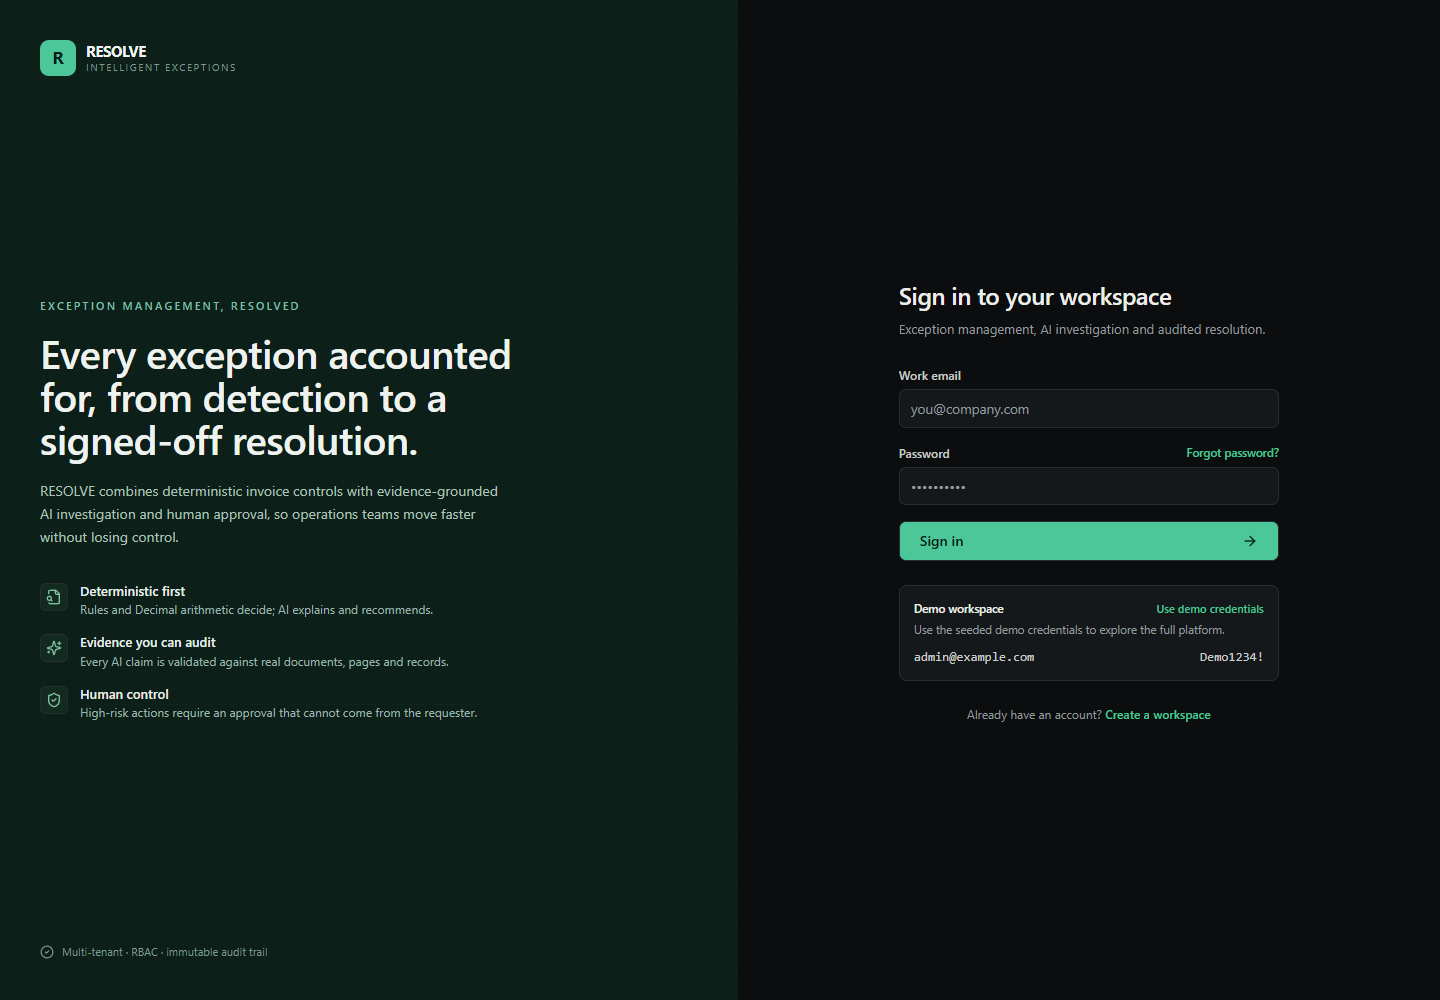 R
RESOLVE
INTELLIGENT EXCEPTIONS
EXCEPTION MANAGEMENT, RESOLVED
Every exception accounted
for, from detection to a
signed-off resolution.
RESOLVE combines deterministic invoice controls with evidence-grounded
AI investigation and human approval, so operations teams move faster
without losing control.
Deterministic first
Rules and Decimal arithmetic decide; AI explains and recommends.
Evidence you can audit
Every AI claim is validated against real documents, pages and records.
Human control
High-risk actions require an approval that cannot come from the requester.
Multi-tenant · RBAC · immutable audit trail
Sign in to your workspace
Exception management, AI investigation and audited resolution.
Work email
you@company.com
Password
Forgot password?
••••••••••
Sign in
Demo workspace
Use demo credentials
Use the seeded demo credentials to explore the full platform.
admin@example.com
Demo1234!
Already have an account? Create a workspace